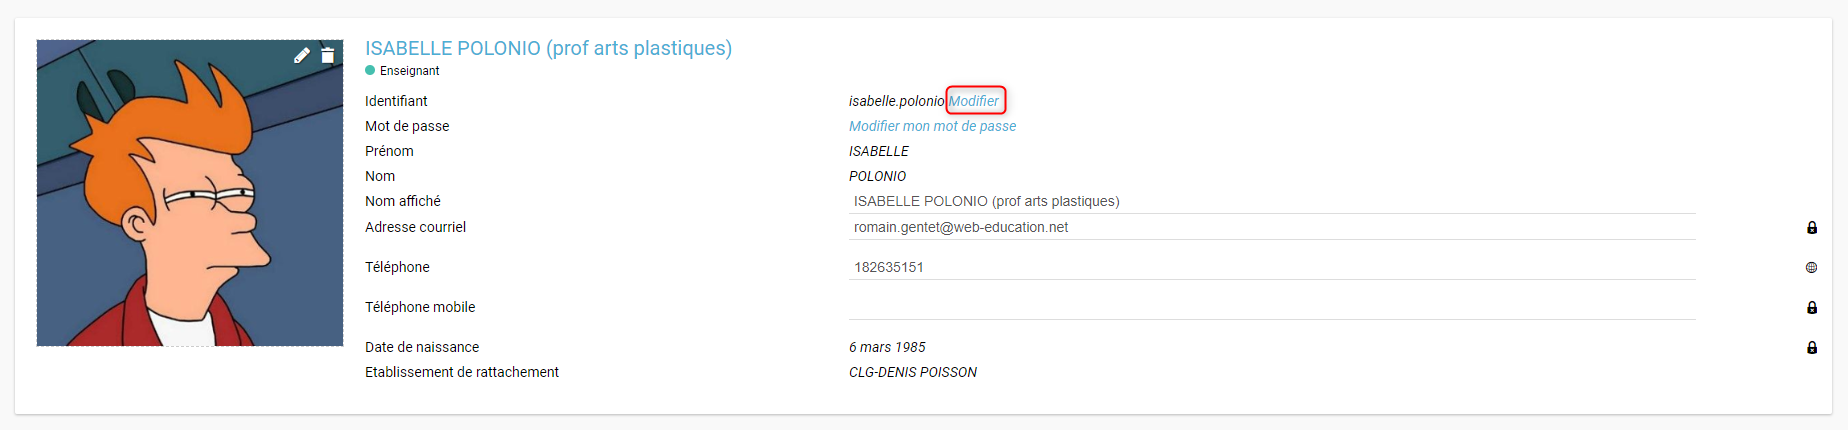 ISABELLE POLONIO (prof arts plastiques)
Enseignant
Identifiant isabelle.polonio Modifier
Mot de passe Modifier mon mot de passe
Prénom ISABELLE
Nom POLONIO
Nom affiché ISABELLE POLONIO (prof arts plastiques)
Adresse courriel romain.gentet@web-education.net
Téléphone 182635151
Téléphone mobile
Date de naissance 6 mars 1985
Etablissement de rattachement CLG-DENIS POISSON